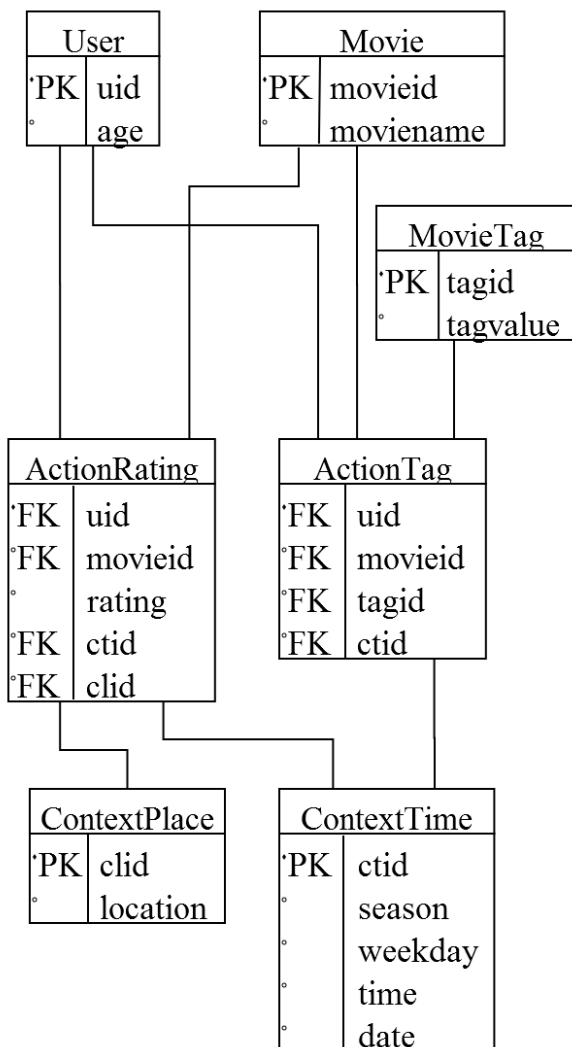 User
PK uid
age
Movie
PK movieid
moviename
MovieTag
PK tagid
tagvalue
ActionRating
FK uid
FK movieid
rating
FK ctid
FK clid
ActionTag
FK uid
FK movieid
FK tagid
FK ctid
ContextPlace
PK clid
location
ContextTime
PK ctid
season
weekday
time
date